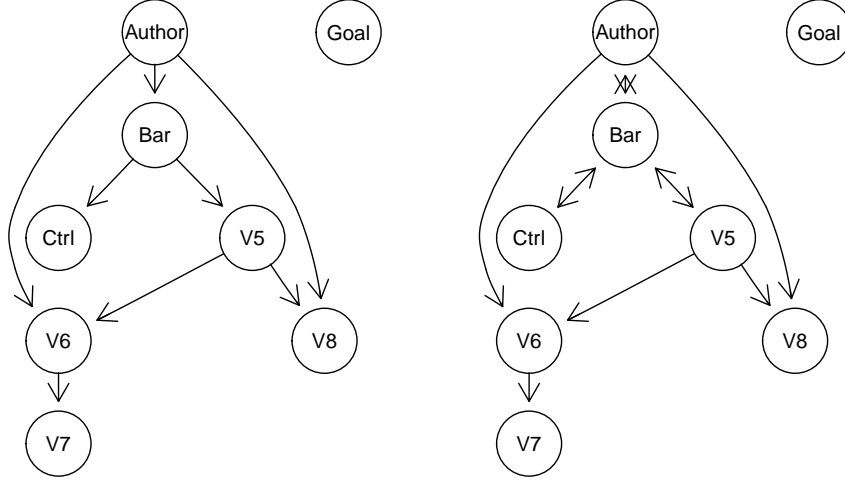 Author
Goal
Bar
Ctrl
V5
V6
V8
V7
Author
Goal
Bar
Ctrl
V5
V6
V8
V7